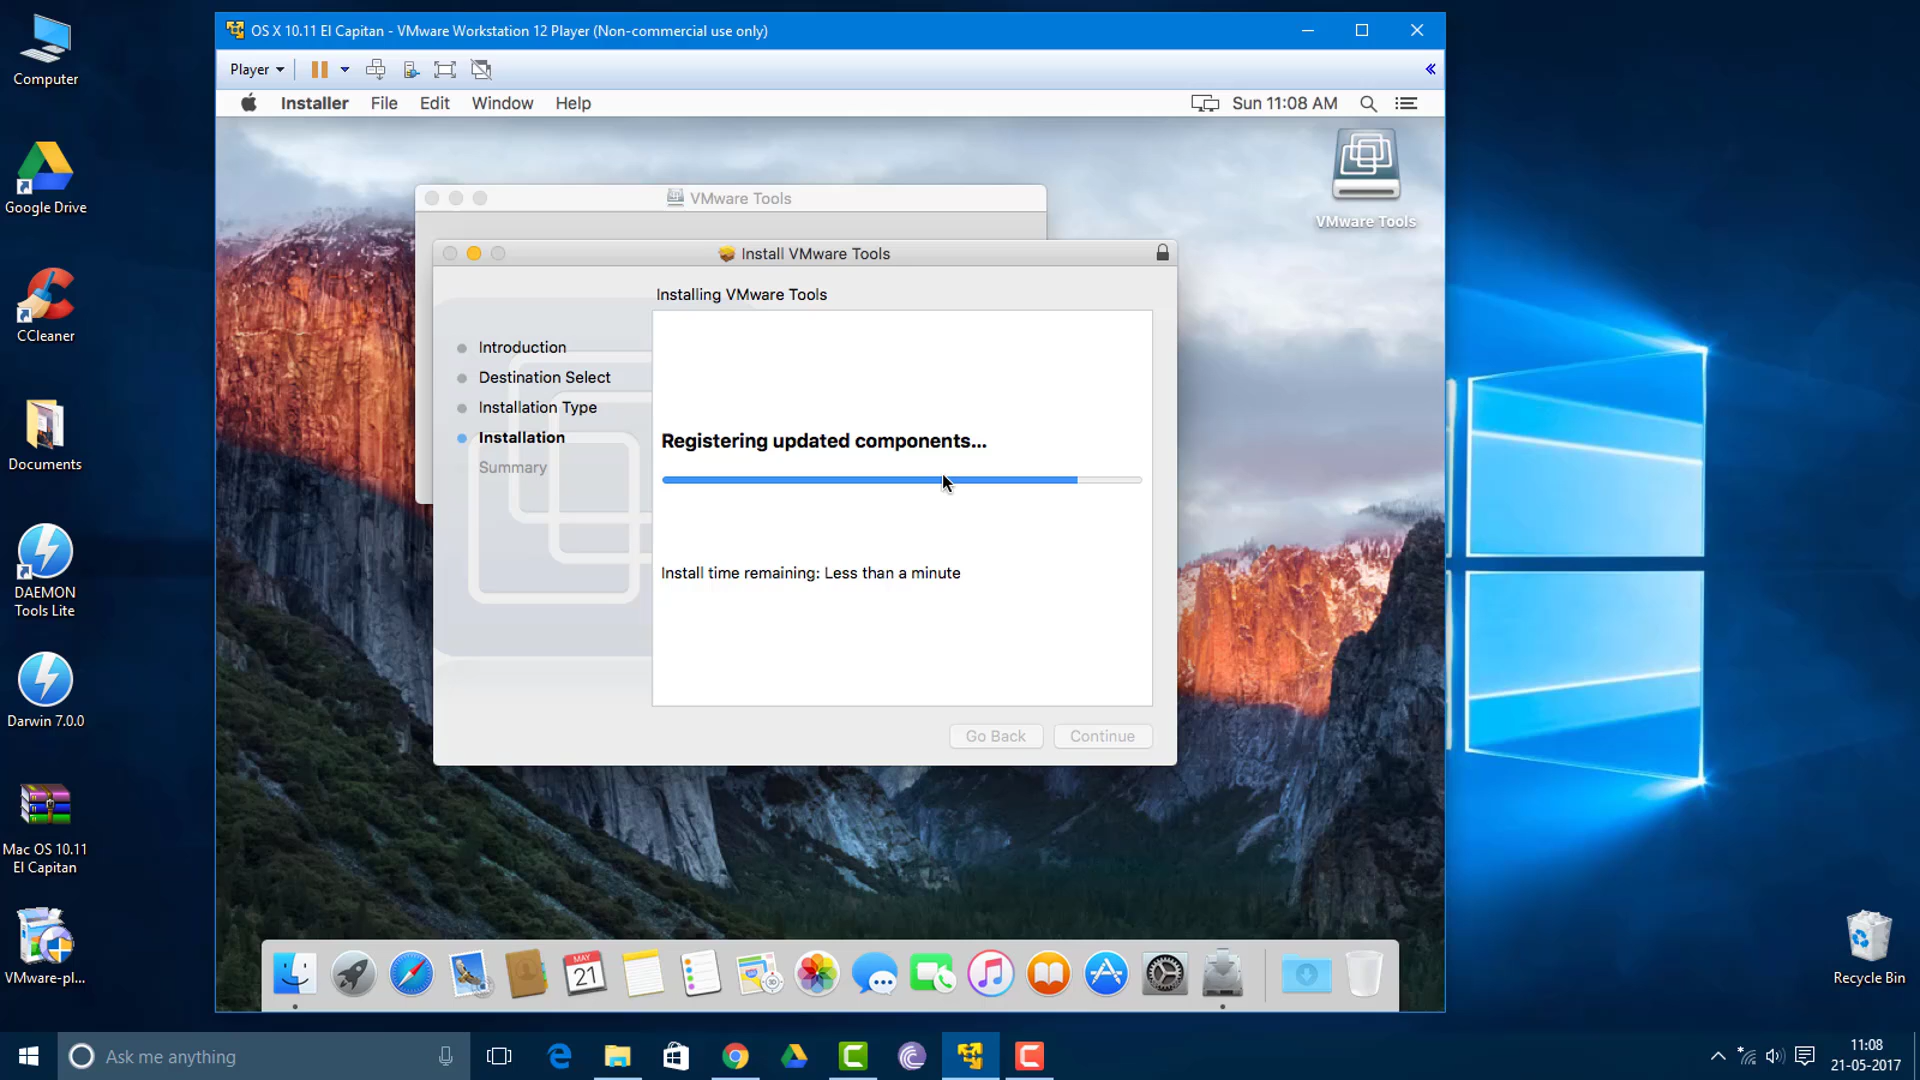 Computer
Google Drive
CCleaner
Documents
DAEMON
Tools Lite
Darwin 7.0.0
Mac OS 10.11
El Capitan
VMware-pl...
OS X 10.11 El Capitan - VMware Workstation 12 Player (Non-commercial use only)
Player
Installer File Edit Window Help
Sun 11:08 AM
VMware Tools
VMware Tools
Install VMware Tools
Installing VMware Tools
Introduction
Destination Select
Installation Type
Installation
Summary
Registering updated components...
Install time remaining: Less than a minute
Go Back
Continue
MAY
21
Recycle Bin
Ask me anything
11:08
21-05-2017